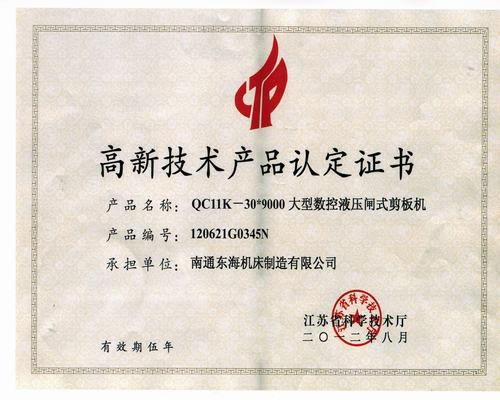 高新技术产品认定证书
产品名称： QC11K－30*9000 大型数控液压闸式剪板机
产品编号： 120621G0345N
承担单位： 南通东海机床制造有限公司
江苏省科学技术厅
二〇一二年八月
有效期伍年